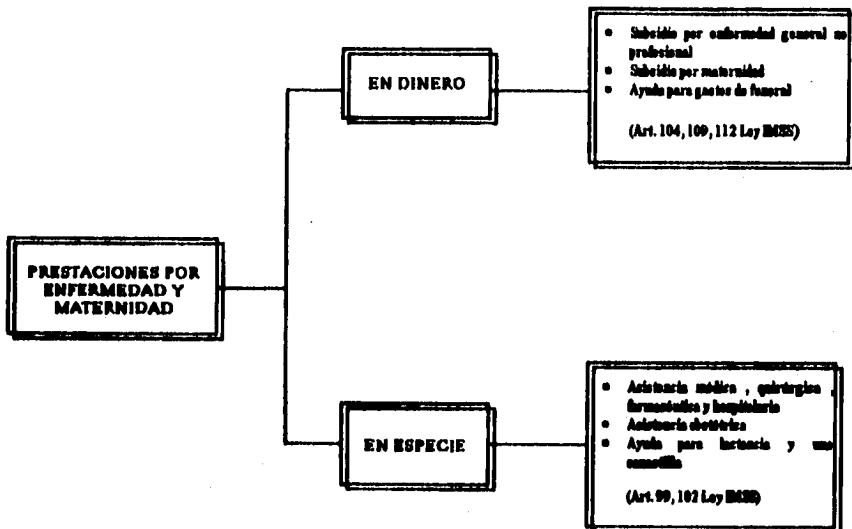 PRESTACIONES POR
ENFERMEDAD Y
MATERNIDAD
EN DINERO
• Subsidio por enfermedad general no
profesional
• Subsidio por maternidad
• Ayuda para gastos de funeral
(Art. 104, 109, 112 Ley IMSS)
EN ESPECIE
• Asistencia médica , quirúrgica ,
farmacéutica y hospitalaria
• Asistencia obstétrica
• Ayuda para lactancia y una
canastilla
(Art. 99, 102 Ley IMSS)